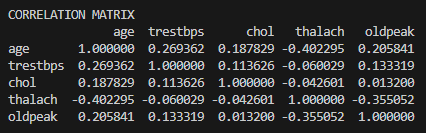 CORRELATION MATRIX
age trestbps chol thalach oldpeak
age 1.000000 0.269362 0.187829 -0.402295 0.205841
trestbps 0.269362 1.000000 0.113626 -0.060029 0.133319
chol 0.187829 0.113626 1.000000 -0.042601 0.013200
thalach -0.402295 -0.060029 -0.042601 1.000000 -0.355052
oldpeak 0.205841 0.133319 0.013200 -0.355052 1.000000